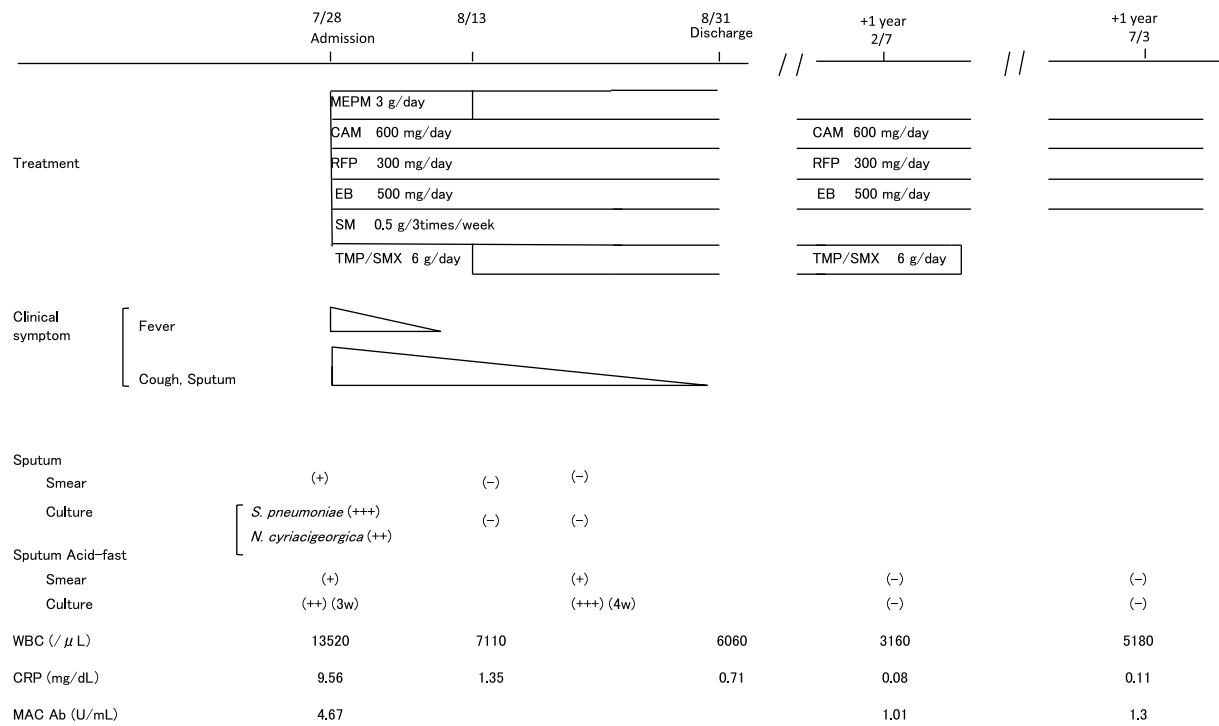 7/28 8/13 8/31 +1 year +1 year
Admission Discharge 2/7 7/3
MEPM 3 g/day
CAM 600 mg/day CAM 600 mg/day
Treatment RFP 300 mg/day RFP 300 mg/day
EB 500 mg/day EB 500 mg/day
SM 0.5 g/3times/week
TMP/SMX 6 g/day TMP/SMX 6 g/day
Clinical
symptom
Fever
Cough, Sputum
Sputum
Smear (+) (-) (-)
Culture S. pneumoniae (+++) (-) (-)
N. cyriacigeorgica (++)
Sputum Acid-fast
Smear (+) (+) (-) (-)
Culture (++) (3w) (+++) (4w) (-) (-)
WBC (/μL) 13520 7110 6060 3160 5180
CRP (mg/dL) 9.56 1.35 0.71 0.08 0.11
MAC Ab (U/mL) 4.67 1.01 1.3